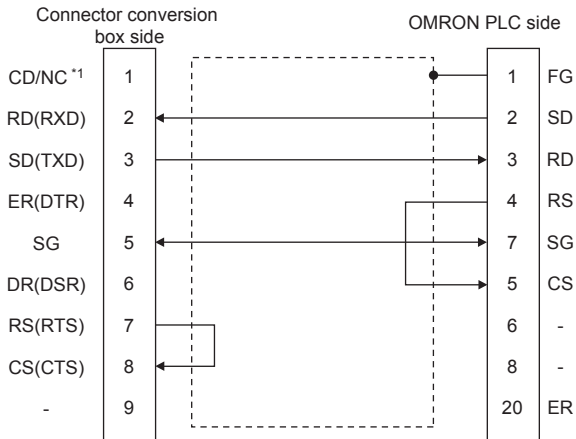 Connector conversion
box side
OMRON PLC side
CD/NC *1 1 1 FG
RD(RXD) 2 2 SD
SD(TXD) 3 3 RD
ER(DTR) 4 4 RS
SG 5 7 SG
DR(DSR) 6 5 CS
RS(RTS) 7 6 -
CS(CTS) 8 8 -
- 9 20 ER